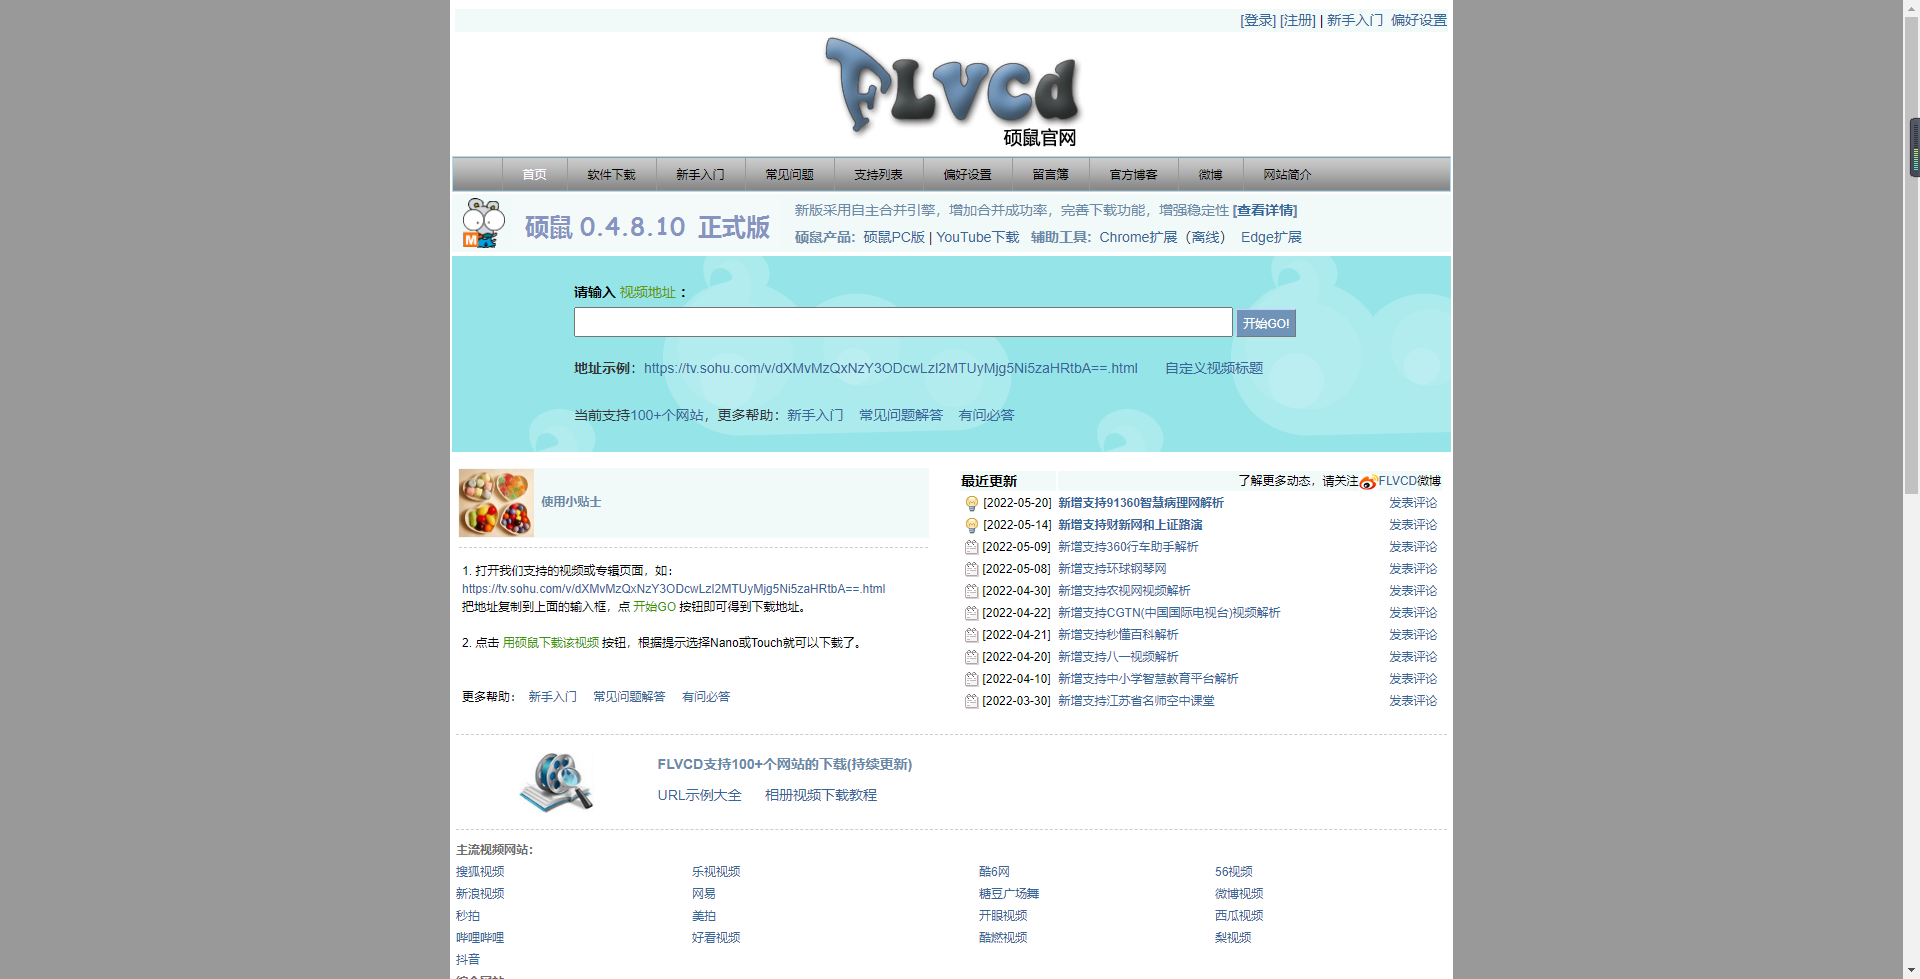 [登录] [注册] | 新手入门 偏好设置
FLVCd
硕鼠官网
首页 软件下载 新手入门 常见问题 支持列表 偏好设置 留言簿 官方博客 微博 网站简介
M
硕鼠 0.4.8.10 正式版
新版采用自主合并引擎，增加合并成功率，完善下载功能，增强稳定性 [查看详情]
硕鼠产品：硕鼠PC版 | YouTube下载 辅助工具：Chrome扩展（离线） Edge扩展
请输入 视频地址 ：
开始GO!
地址示例：https://tv.sohu.com/v/dXMvMzQxNzY3ODcwLzI2MTUyMjg5Ni5zaHRtbA==.html 自定义视频标题
当前支持100+个网站，更多帮助：新手入门 常见问题解答 有问必答
使用小贴士
1. 打开我们支持的视频或专辑页面，如：
https://tv.sohu.com/v/dXMvMzQxNzY3ODcwLzI2MTUyMjg5Ni5zaHRtbA==.html
把地址复制到上面的输入框，点 开始GO 按钮即可得到下载地址。
2. 点击 用硕鼠下载该视频 按钮，根据提示选择Nano或Touch就可以下载了。
更多帮助： 新手入门 常见问题解答 有问必答
最近更新 了解更多动态，请关注FLVCD微博
[2022-05-20] 新增支持91360智慧病理网解析 发表评论
[2022-05-14] 新增支持财新网和上证路演 发表评论
[2022-05-09] 新增支持360行车助手解析 发表评论
[2022-05-08] 新增支持环球钢琴网 发表评论
[2022-04-30] 新增支持农视网视频解析 发表评论
[2022-04-22] 新增支持CGTN(中国国际电视台)视频解析 发表评论
[2022-04-21] 新增支持秒懂百科解析 发表评论
[2022-04-20] 新增支持八一视频解析 发表评论
[2022-04-10] 新增支持中小学智慧教育平台解析 发表评论
[2022-03-30] 新增支持江苏省名师空中课堂 发表评论
FLVCD支持100+个网站的下载(持续更新)
URL示例大全 相册视频下载教程
主流视频网站：
搜狐视频 乐视视频 酷6网 56视频
新浪视频 网易 糖豆广场舞 微博视频
秒拍 美拍 开眼视频 西瓜视频
哔哩哔哩 好看视频 酷燃视频 梨视频
抖音